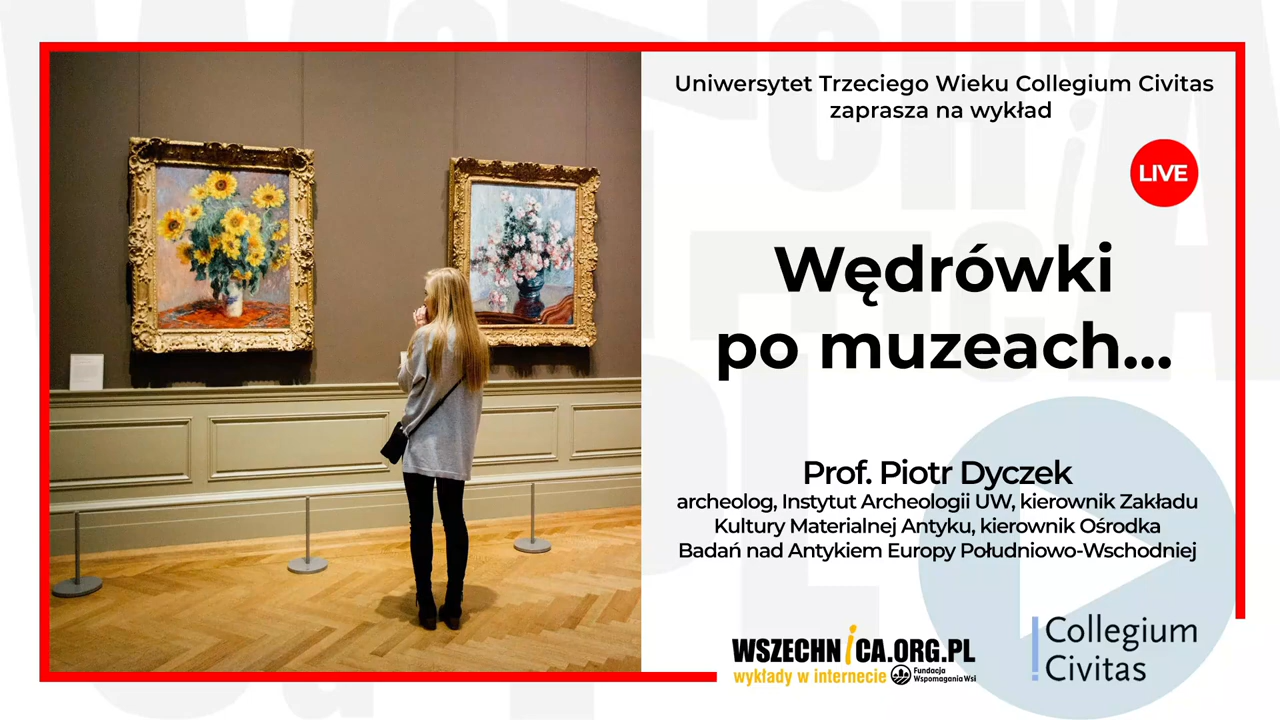 Uniwersytet Trzeciego Wieku Collegium Civitas
zaprasza na wykład
LIVE
Wędrówki
po muzeach...
Prof. Piotr Dyczek
archeolog, Instytut Archeologii UW, kierownik Zakładu
Kultury Materialnej Antyku, kierownik Ośrodka
Badań nad Antykiem Europy Południowo-Wschodniej
WSZECHNiCA.ORG.PL
wykłady w internecie
Fundacja
Wspomagania Wsi
Collegium
Civitas